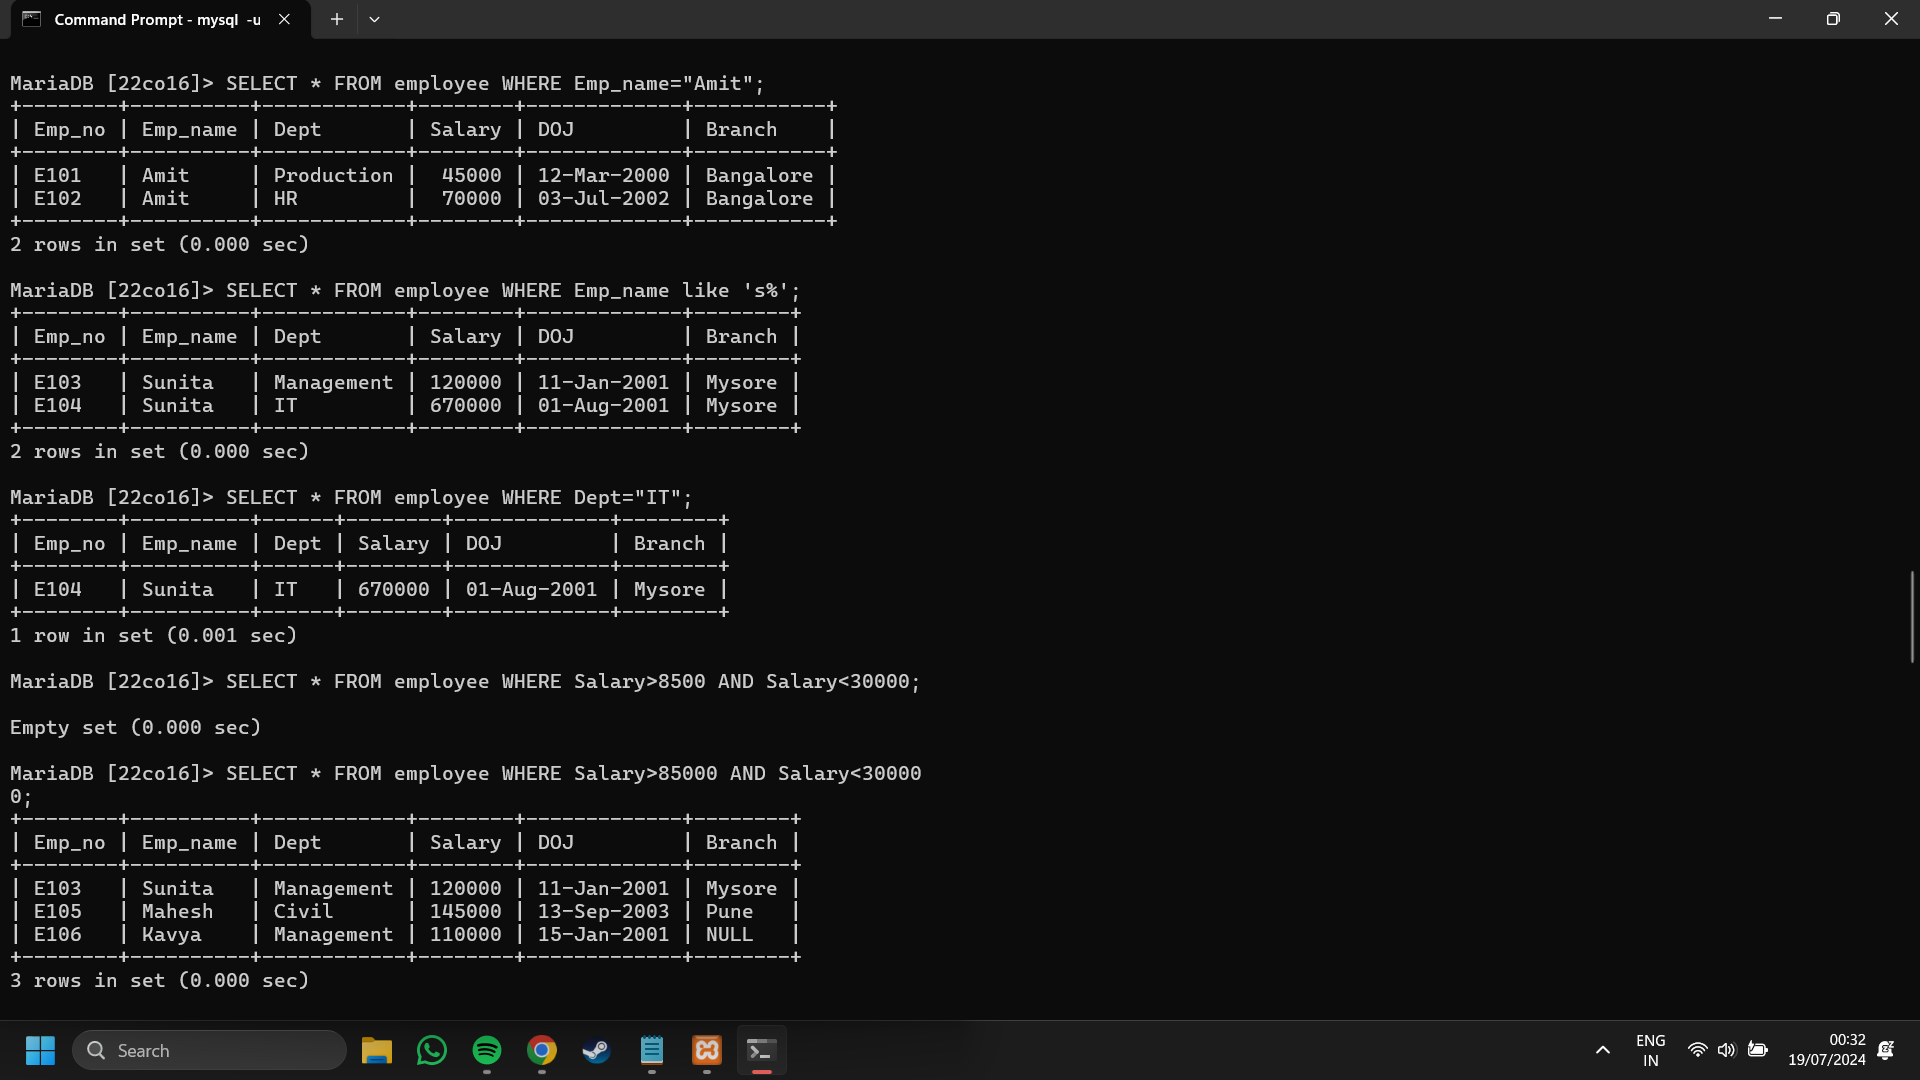 Command Prompt - mysql  -u
MariaDB [22co16]> SELECT * FROM employee WHERE Emp_name="Amit";
+--------+----------+------------+--------+-------------+-----------+
| Emp_no | Emp_name | Dept       | Salary | DOJ         | Branch    |
+--------+----------+------------+--------+-------------+-----------+
| E101   | Amit     | Production |  45000 | 12-Mar-2000 | Bangalore |
| E102   | Amit     | HR         |  70000 | 03-Jul-2002 | Bangalore |
+--------+----------+------------+--------+-------------+-----------+
2 rows in set (0.000 sec)
MariaDB [22co16]> SELECT * FROM employee WHERE Emp_name like 's%';
+--------+----------+------------+--------+-------------+--------+
| Emp_no | Emp_name | Dept       | Salary | DOJ         | Branch |
+--------+----------+------------+--------+-------------+--------+
| E103   | Sunita   | Management | 120000 | 11-Jan-2001 | Mysore |
| E104   | Sunita   | IT         | 670000 | 01-Aug-2001 | Mysore |
+--------+----------+------------+--------+-------------+--------+
2 rows in set (0.000 sec)
MariaDB [22co16]> SELECT * FROM employee WHERE Dept="IT";
+--------+----------+------+--------+-------------+--------+
| Emp_no | Emp_name | Dept | Salary | DOJ         | Branch |
+--------+----------+------+--------+-------------+--------+
| E104   | Sunita   | IT   | 670000 | 01-Aug-2001 | Mysore |
+--------+----------+------+--------+-------------+--------+
1 row in set (0.001 sec)
MariaDB [22co16]> SELECT * FROM employee WHERE Salary>8500 AND Salary<30000;
Empty set (0.000 sec)
MariaDB [22co16]> SELECT * FROM employee WHERE Salary>85000 AND Salary<30000
0;
+--------+----------+------------+--------+-------------+--------+
| Emp_no | Emp_name | Dept       | Salary | DOJ         | Branch |
+--------+----------+------------+--------+-------------+--------+
| E103   | Sunita   | Management | 120000 | 11-Jan-2001 | Mysore |
| E105   | Mahesh   | Civil      | 145000 | 13-Sep-2003 | Pune   |
| E106   | Kavya    | Management | 110000 | 15-Jan-2001 | NULL   |
+--------+----------+------------+--------+-------------+--------+
3 rows in set (0.000 sec)
Search
ENG
IN
00:32
19/07/2024